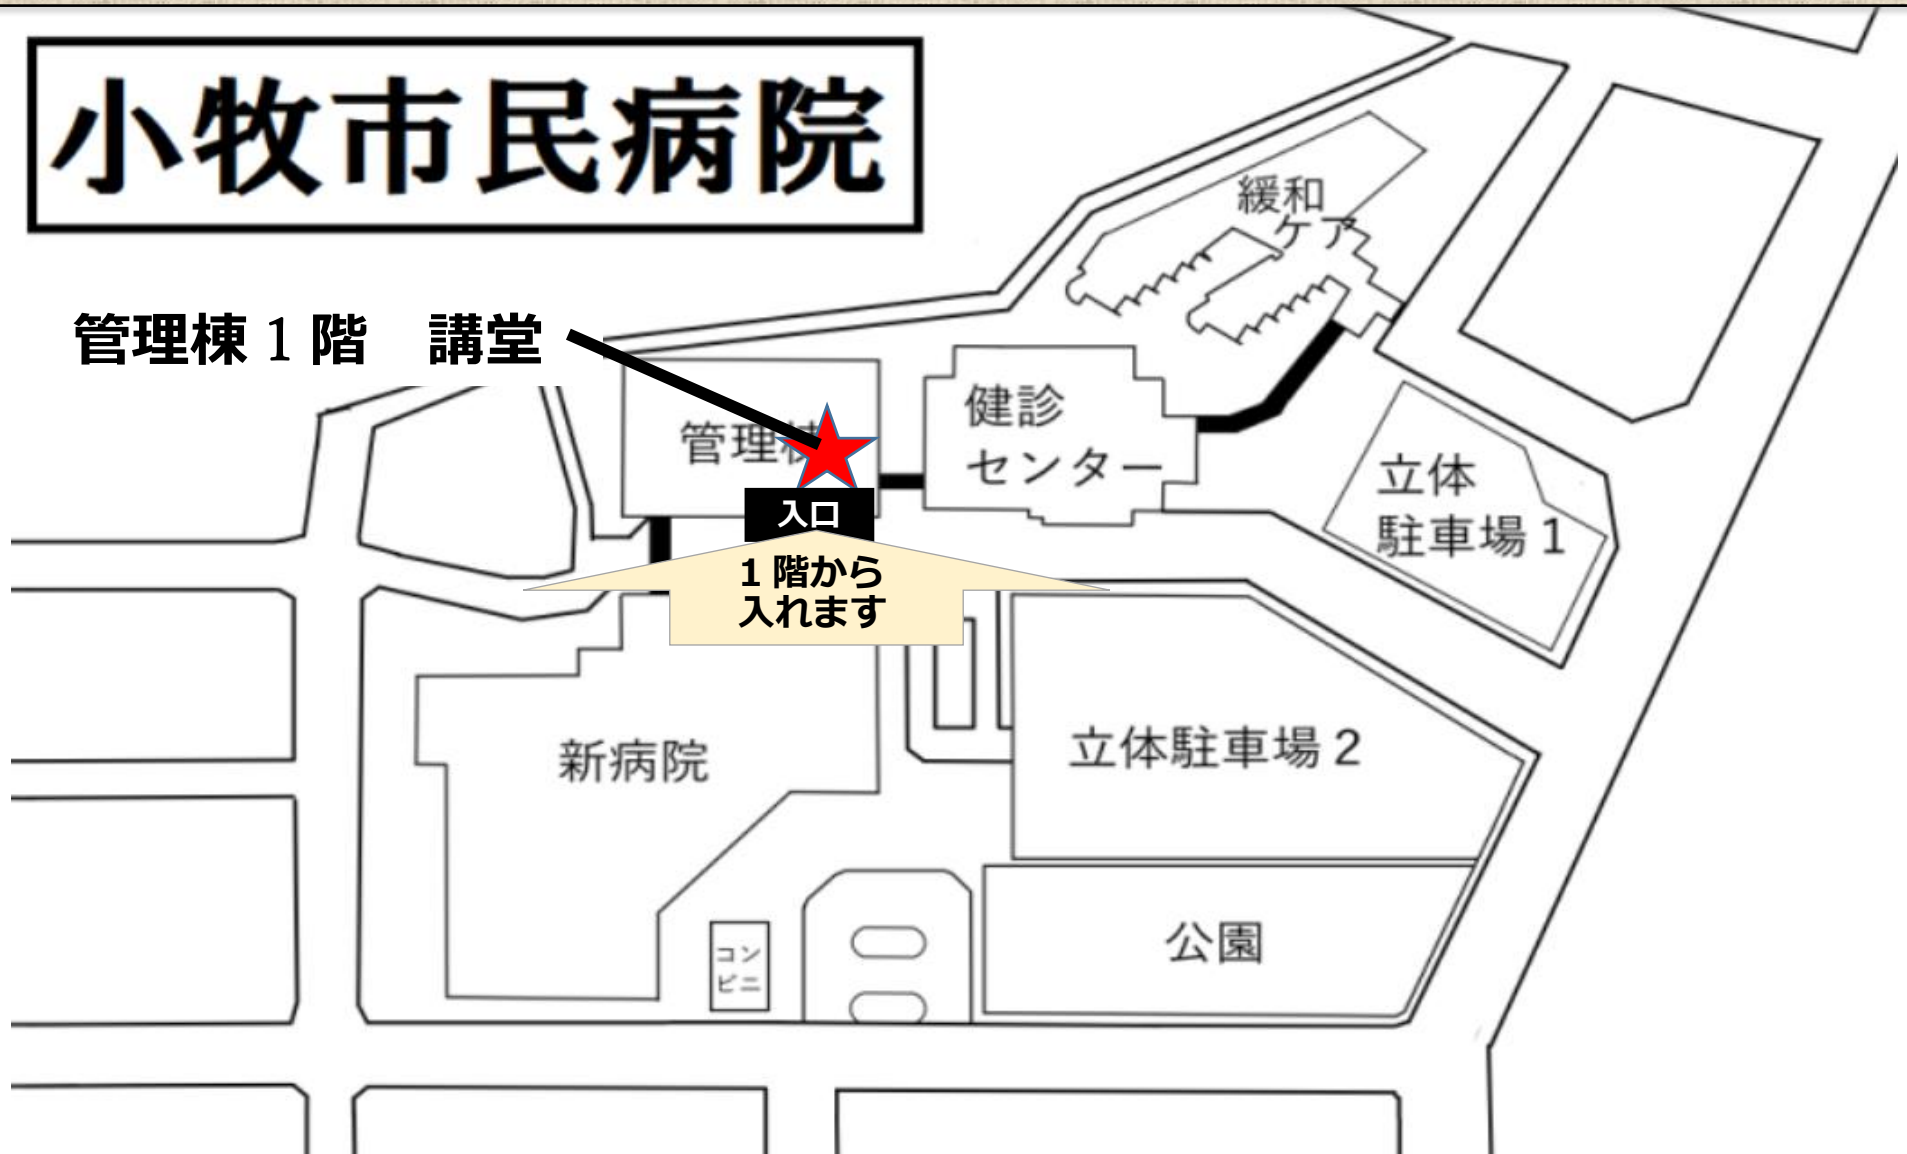 小牧市民病院
緩和
ケア
管理棟１階　講堂
健診
センター
管理棟
立体
駐車場１
入口
１階から
入れます
新病院
立体駐車場２
公園
コン
ビニ